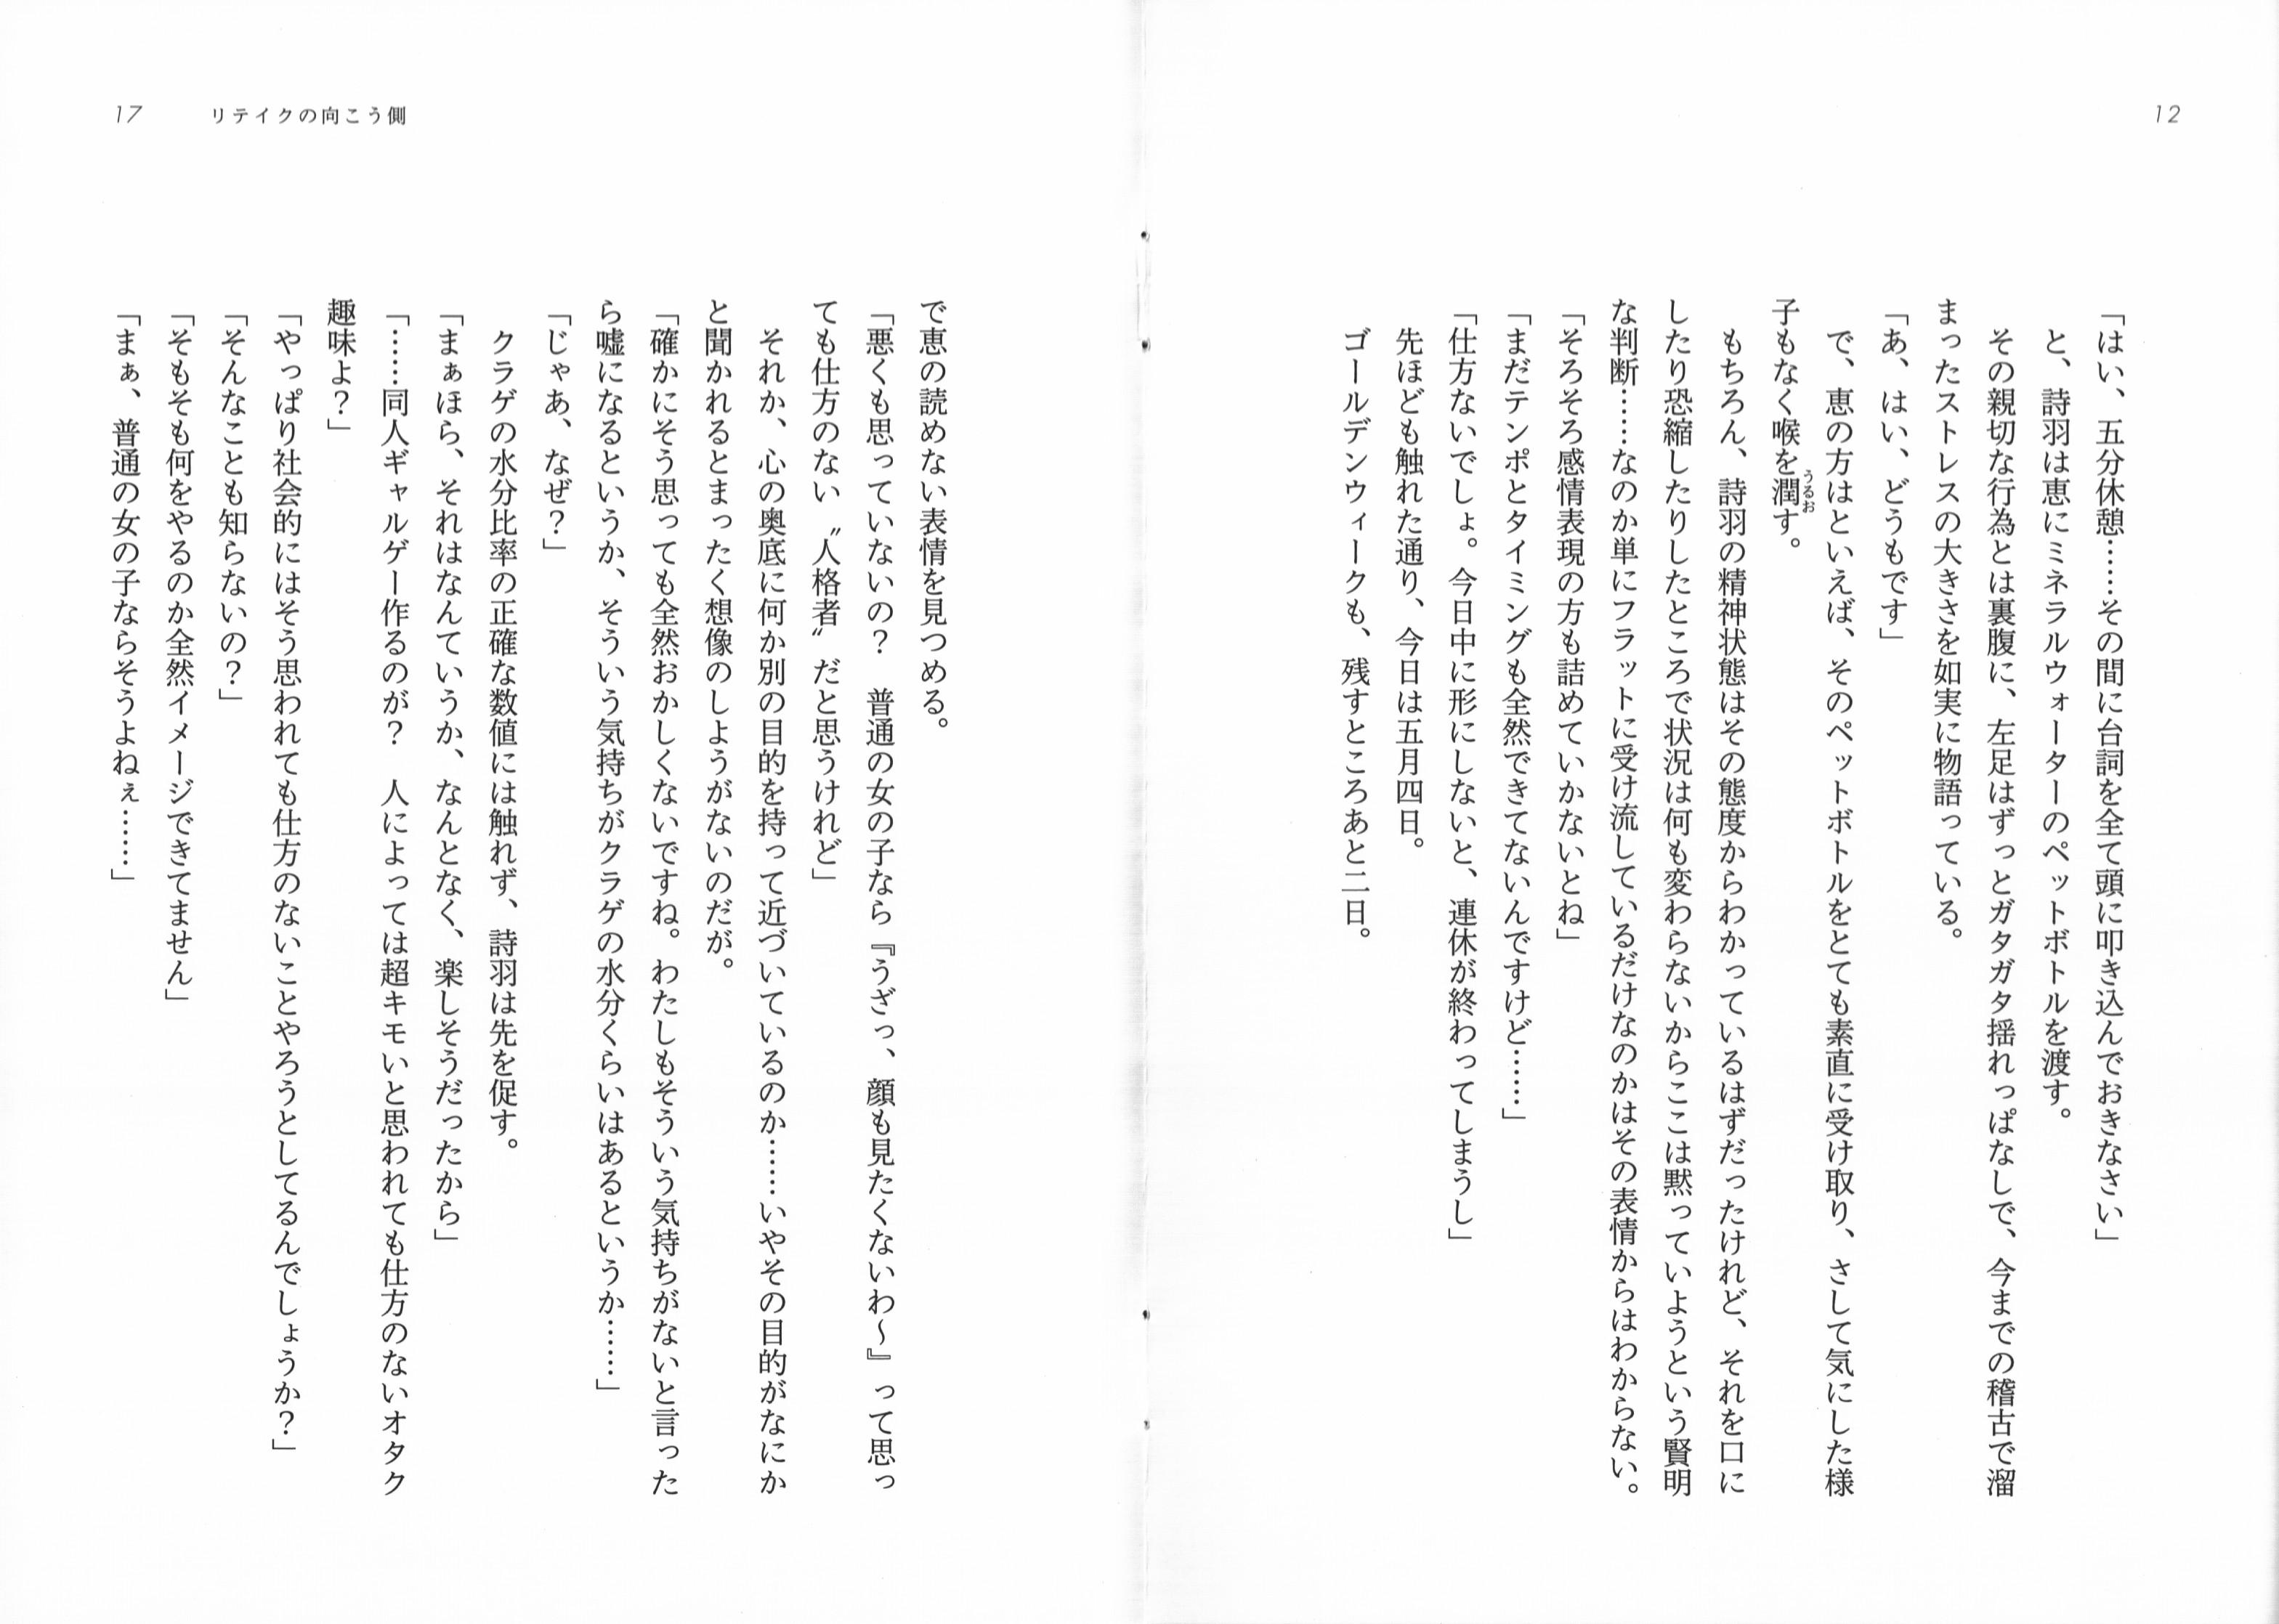 12
「はい、五分休憩……その間に台詞を全て頭に叩き込んでおきなさい」
と、詩羽は恵にミネラルウォーターのペットボトルを渡す。
その親切な行為とは裏腹に、左足はずっとガタガタ揺れっぱなしで、今までの稽古で溜
まったストレスの大きさを如実に物語っている。
「あ、はい、どうもです」
で、恵の方はといえば、そのペットボトルをとても素直に受け取り、さして気にした様
子もなく喉を潤す。
うるお
もちろん、詩羽の精神状態はその態度からわかっているはずだったけれど、それを口に
したり恐縮したりしたところで状況は何も変わらないからここは黙っていようという賢明
な判断……なのか単にフラットに受け流しているだけなのかはその表情からはわからない。
「そろそろ感情表現の方も詰めていかないとね」
「まだテンポとタイミングも全然できてないんですけど……」
「仕方ないでしょ。今日中に形にしないと、連休が終わってしまうし」
先ほども触れた通り、今日は五月四日。
ゴールデンウィークも、残すところあと二日。
17
リテイクの向こう側
で恵の読めない表情を見つめる。
「悪くも思っていないの？　普通の女の子なら『うざっ、顔も見たくないわ～』って思っ
ても仕方のない〝人格者〟だと思うけれど」
それか、心の奥底に何か別の目的を持って近づいているのか……いやその目的がなにか
と聞かれるとまったく想像のしようがないのだが。
「確かにそう思っても全然おかしくないですね。わたしもそういう気持ちがないと言った
ら嘘になるというか、そういう気持ちがクラゲの水分くらいはあるというか……」
「じゃあ、なぜ？」
クラゲの水分比率の正確な数値には触れず、詩羽は先を促す。
「まぁほら、それはなんていうか、なんとなく、楽しそうだったから」
「……同人ギャルゲー作るのが？　人によっては超キモいと思われても仕方のないオタク
趣味よ？」
「やっぱり社会的にはそう思われても仕方のないことやろうとしてるんでしょうか？」
「そんなことも知らないの？」
「そもそも何をやるのか全然イメージできてません」
「まぁ、普通の女の子ならそうよねぇ……」